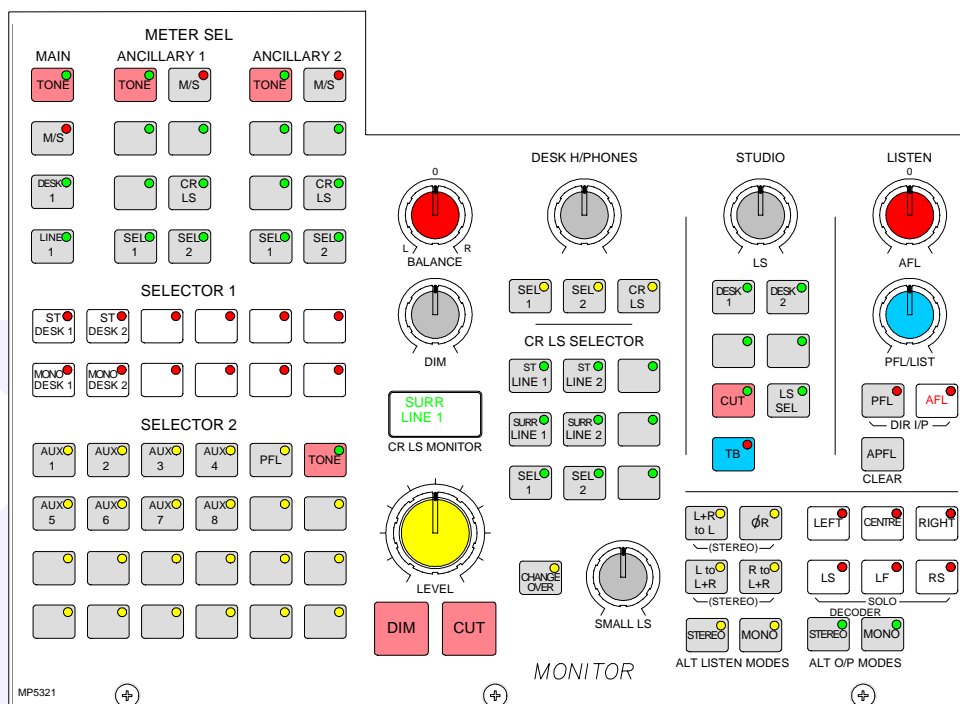 METER SEL
MAIN
ANCILLARY 1
ANCILLARY 2
TONE
TONE
M/S
TONE
M/S
M/S
DESK
1
CR
LS
CR
LS
LINE
1
SEL
1
SEL
2
SEL
1
SEL
2
SELECTOR 1
ST
DESK 1
ST
DESK 2
MONO
DESK 1
MONO
DESK 2
SELECTOR 2
AUX
1
AUX
2
AUX
3
AUX
4
PFL
TONE
AUX
5
AUX
6
AUX
7
AUX
8
MP5321
0
L
R
BALANCE
DIM
SURR
LINE 1
CR LS MONITOR
LEVEL
DIM
CUT
DESK H/PHONES
SEL
1
SEL
2
CR
LS
CR LS SELECTOR
ST
LINE 1
ST
LINE 2
SURR
LINE 1
SURR
LINE 2
SEL
1
SEL
2
CHANGE
OVER
SMALL LS
MONITOR
STUDIO
LS
DESK
1
DESK
2
CUT
LS
SEL
TB
LISTEN
0
AFL
PFL/LIST
PFL
AFL
DIR I/P
APFL
CLEAR
L+R
to L
ØR
(STEREO)
L to
L+R
R to
L+R
(STEREO)
STEREO
MONO
ALT LISTEN MODES
LEFT
CENTRE
RIGHT
LS
LF
RS
SOLO
DECODER
STEREO
MONO
ALT O/P MODES